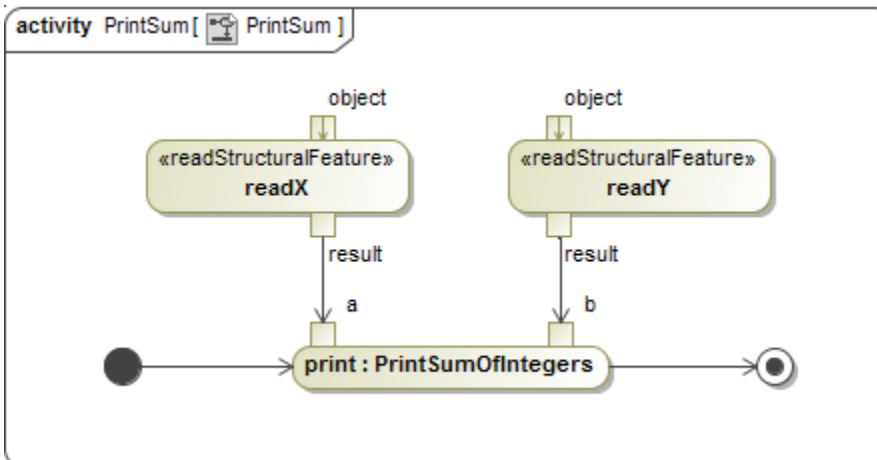 activity PrintSum [ PrintSum ]
object
object
«readStructuralFeature»
readX
«readStructuralFeature»
readY
result
result
a
b
print : PrintSumOfIntegers